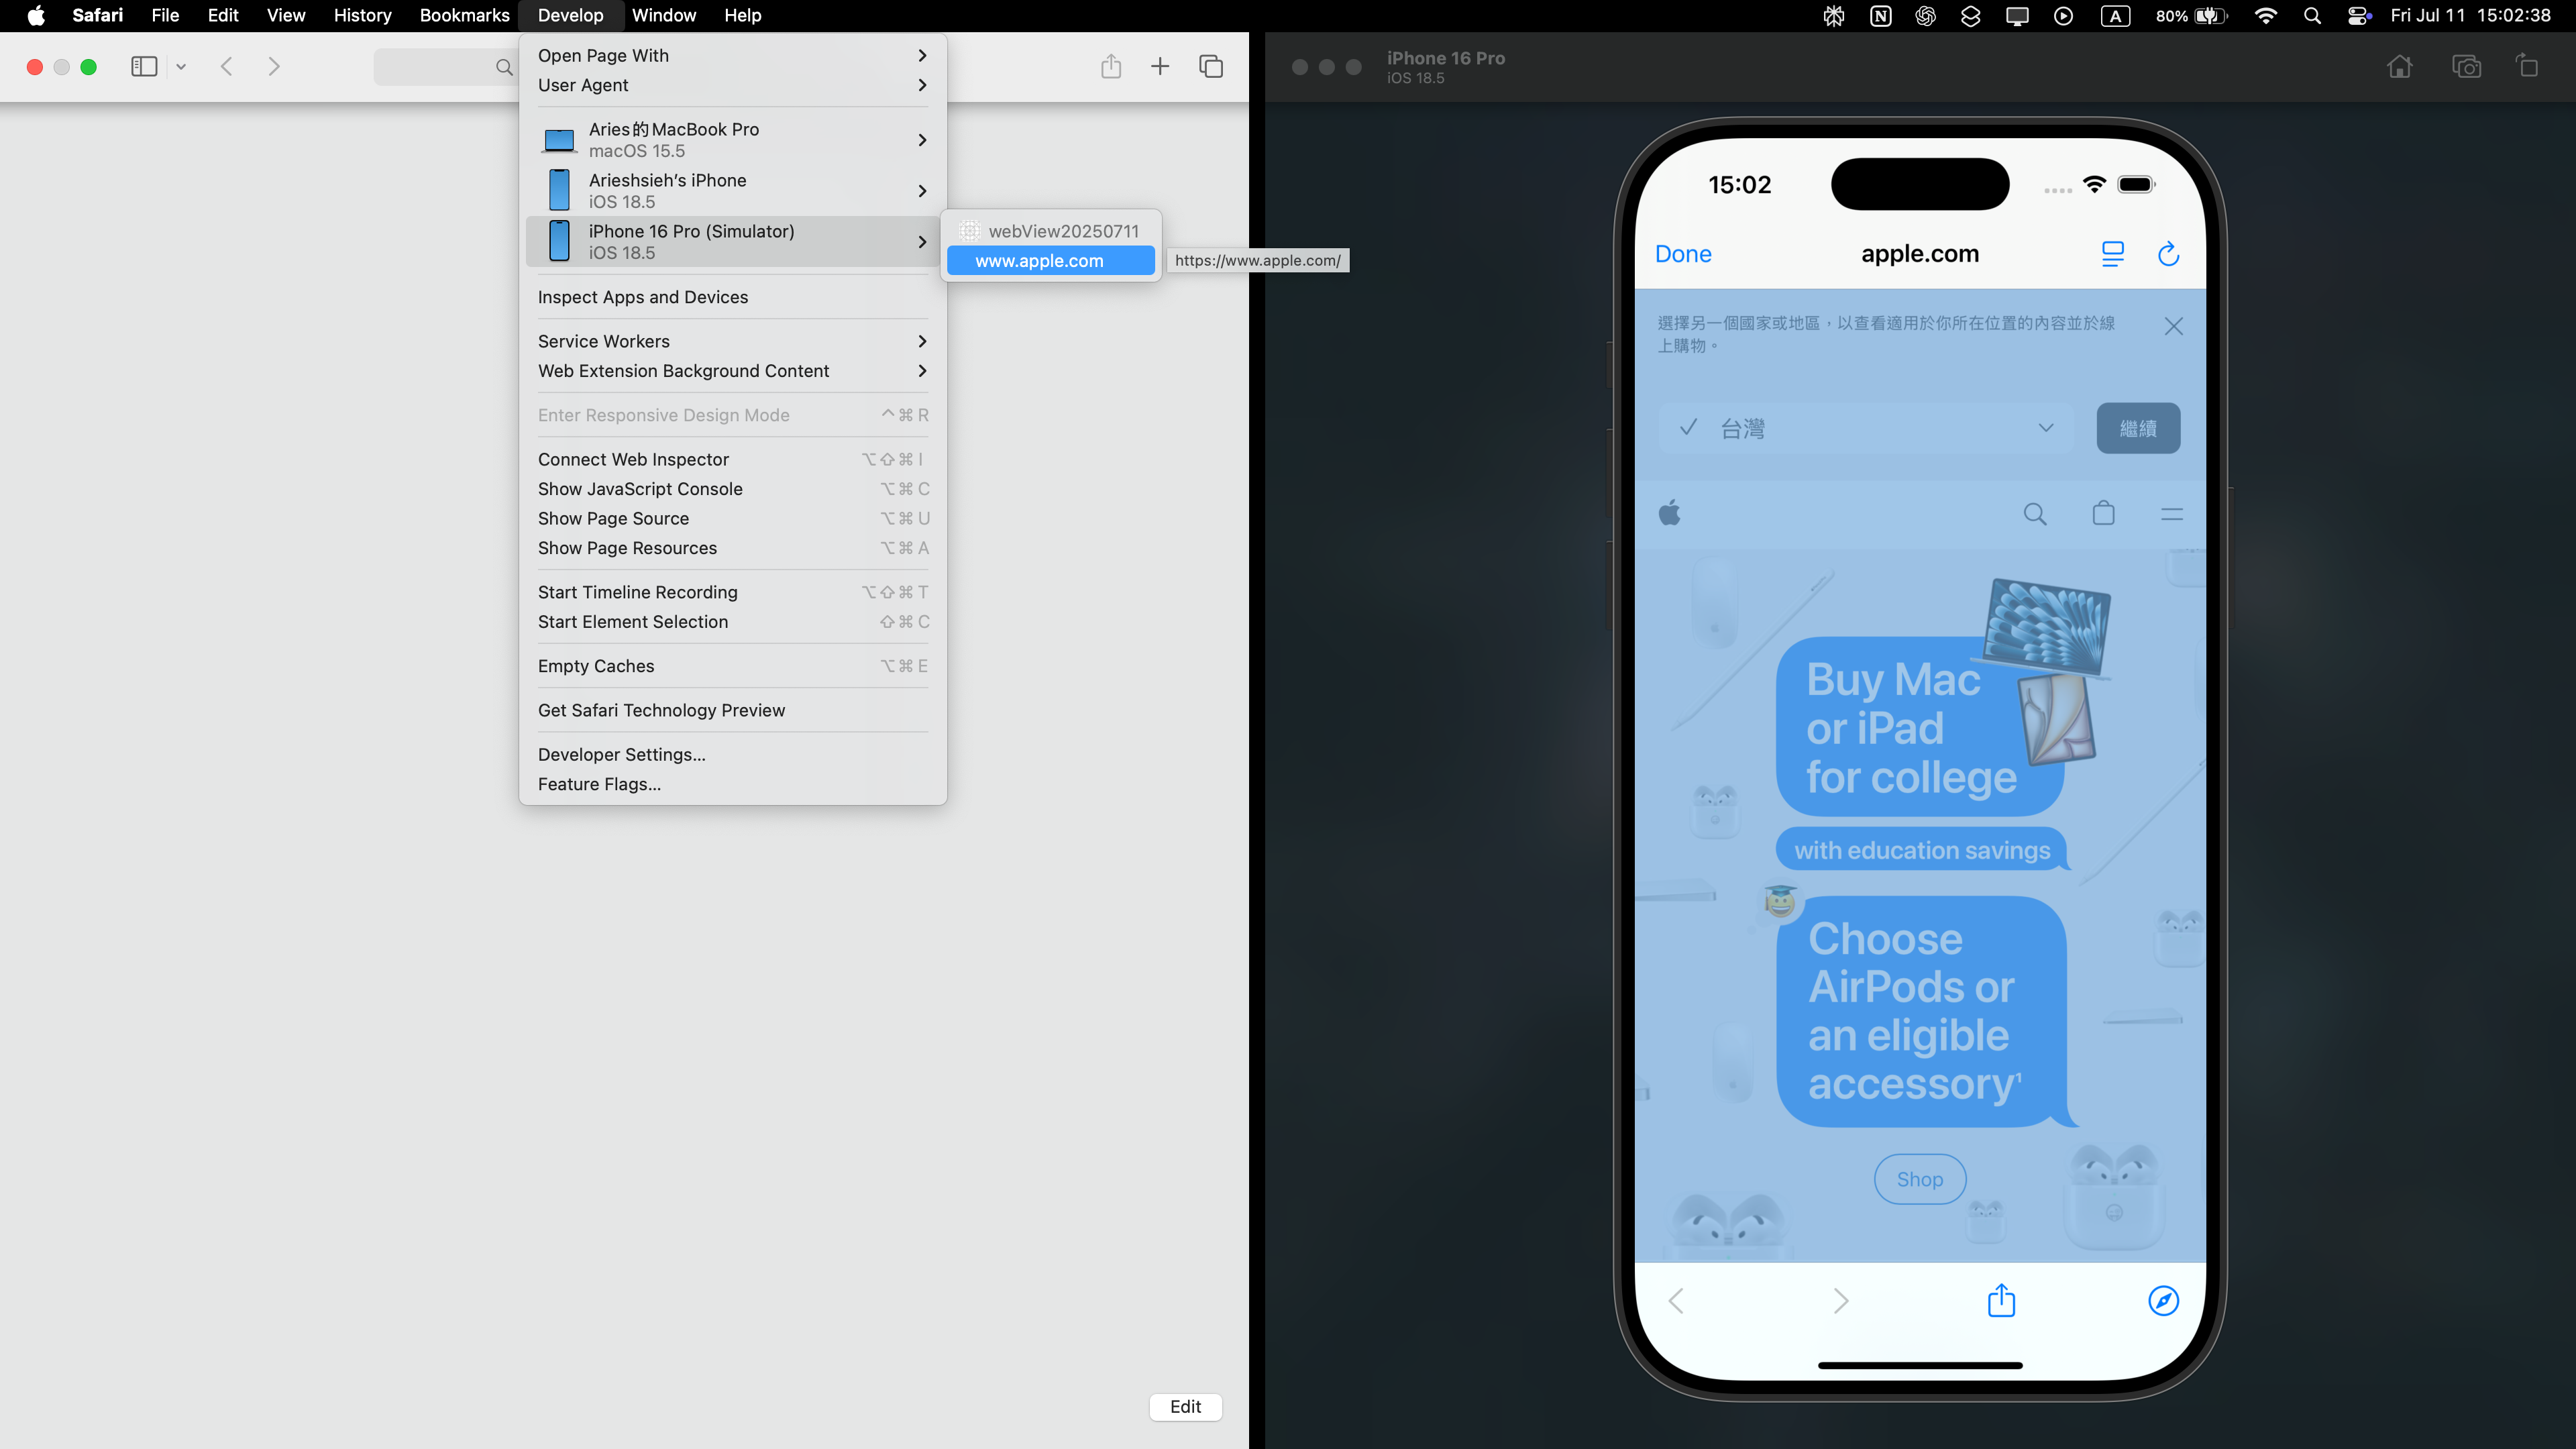 Safari File Edit View History Bookmarks Develop Window Help
A 80% Fri Jul 11 15:02:38
Open Page With
User Agent
Aries的MacBook Pro
macOS 15.5
Arieshsieh's iPhone
iOS 18.5
iPhone 16 Pro (Simulator)
iOS 18.5
webView20250711
www.apple.com
https://www.apple.com/
Inspect Apps and Devices
Service Workers
Web Extension Background Content
Enter Responsive Design Mode ^⌘R
Connect Web Inspector ⌥⇧⌘I
Show JavaScript Console ⌥⌘C
Show Page Source ⌥⌘U
Show Page Resources ⌥⌘A
Start Timeline Recording ⌥⇧⌘T
Start Element Selection ⇧⌘C
Empty Caches ⌥⌘E
Get Safari Technology Preview
Developer Settings...
Feature Flags...
Edit
iPhone 16 Pro
iOS 18.5
15:02
Done apple.com
選擇另一個國家或地區，以查看適用於你所在位置的內容並於線
上購物。
台灣 繼續
Buy Mac
or iPad
for college
with education savings
Choose
AirPods or
an eligible
accessory¹
Shop